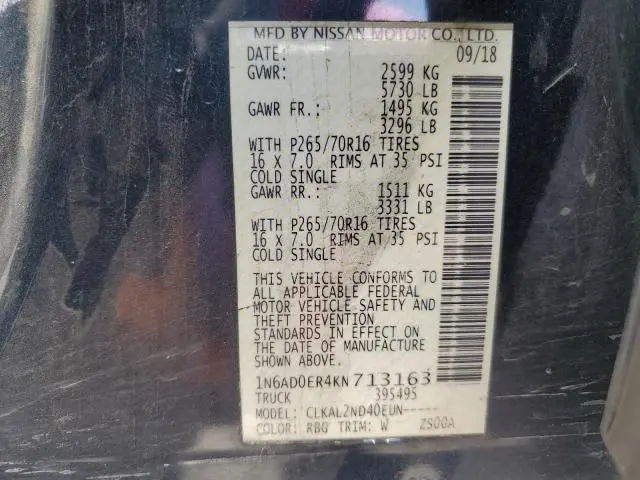 MFD BY NISSAN MOTOR CO., LTD.
DATE: 09/18
GVWR: 2599 KG
5730 LB
GAWR FR.: 1495 KG
3296 LB
WITH P265/70R16 TIRES
16 X 7.0 RIMS AT 35 PSI
COLD SINGLE
GAWR RR.: 1511 KG
3331 LB
WITH P265/70R16 TIRES
16 X 7.0 RIMS AT 35 PSI
COLD SINGLE
THIS VEHICLE CONFORMS TO
ALL APPLICABLE FEDERAL
MOTOR VEHICLE SAFETY AND
THEFT PREVENTION
STANDARDS IN EFFECT ON
THE DATE OF MANUFACTURE
SHOWN ABOVE.
1N6AD0ER4KN713163
TRUCK 395495
MODEL: CLKAL2ND40EUN-----
COLOR: RBG TRIM: W ZS00A